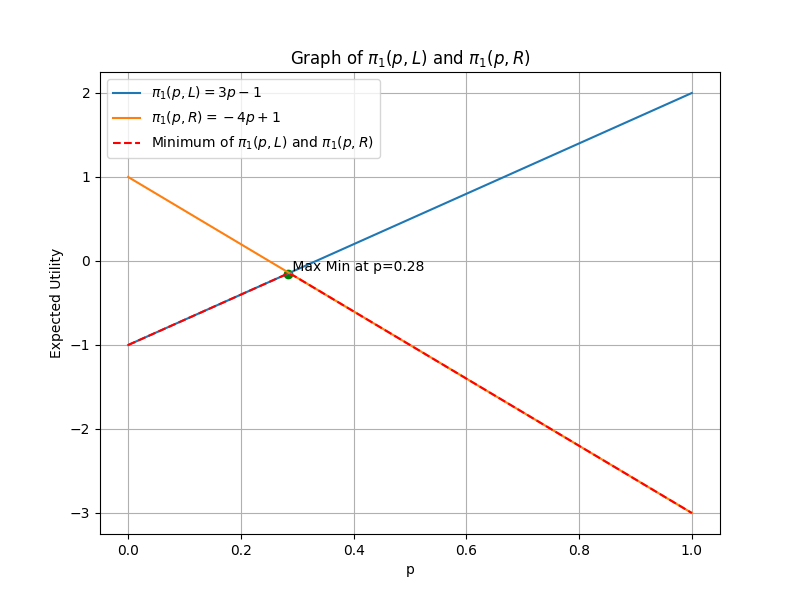 Graph of π₁(p, L) and π₁(p, R)
π₁(p, L) = 3p − 1
π₁(p, R) = −4p + 1
Minimum of π₁(p, L) and π₁(p, R)
Expected Utility
2
1
0
−1
−2
−3
Max Min at p=0.28
0.0 0.2 0.4 0.6 0.8 1.0
p